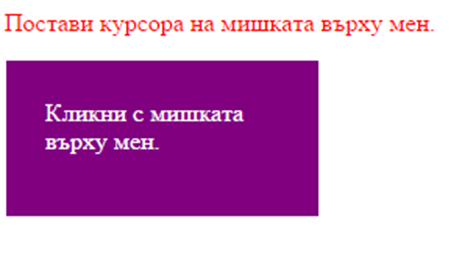 Постави курсора на мишката върху мен.
Кликни с мишката
върху мен.